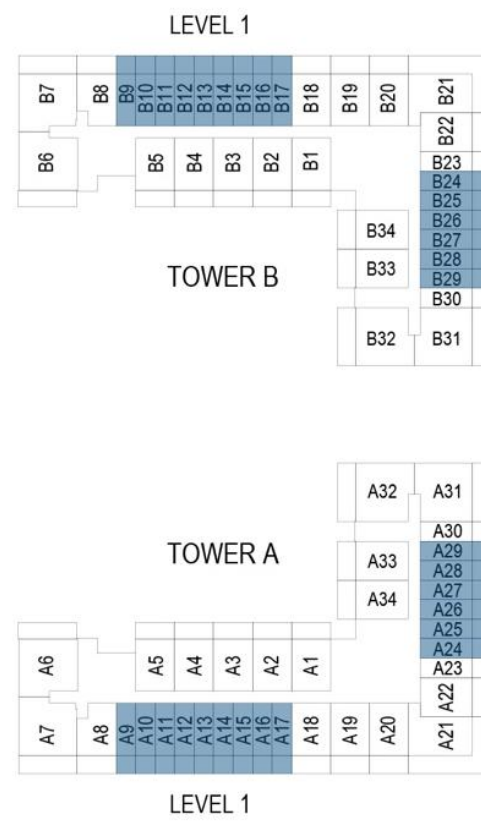 LEVEL 1
B7 B8 B9 B10 B11 B12 B13 B14 B15 B16 B17 B18 B19 B20 B21
B22
B6 B5 B4 B3 B2 B1 B23
B24
B25
B26
B34 B27
B33 B28
TOWER B B29
B30
B32 B31
A32 A31
A30
TOWER A A29
A33 A28
A27
A34 A26
A25
A24
A6 A5 A4 A3 A2 A1 A23
A22
A7 A8 A9 A10 A11 A12 A13 A14 A15 A16 A17 A18 A19 A20 A21
LEVEL 1